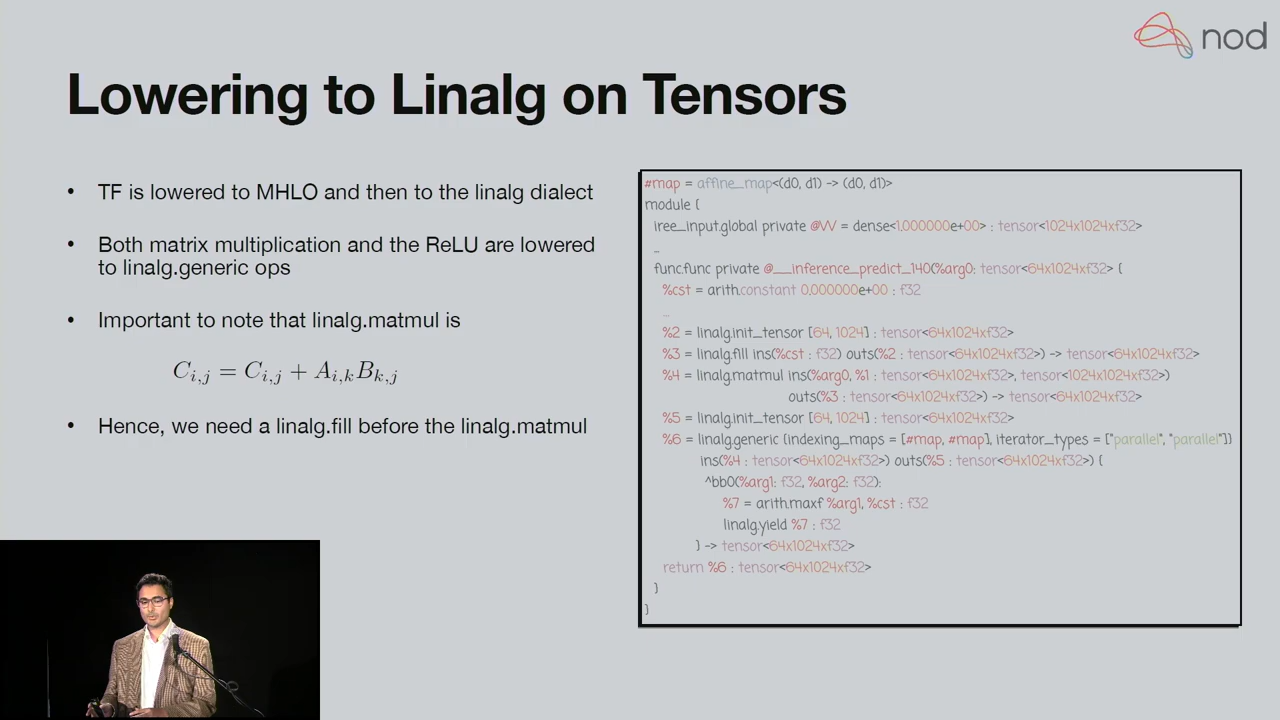 nod
Lowering to Linalg on Tensors
• TF is lowered to MHLO and then to the linalg dialect
• Both matrix multiplication and the ReLU are lowered
to linalg.generic ops
• Important to note that linalg.matmul is
C_{i,j} = C_{i,j} + A_{i,k}B_{k,j}
• Hence, we need a linalg.fill before the linalg.matmul
#map = affine_map<(d0, d1) -> (d0, d1)>
module {
iree_input.global private @W = dense<1.000000e+00> : tensor<1024x1024xf32>
...
func.func private @__inference_predict_140(%arg0: tensor<64x1024xf32> {
%cst = arith.constant 0.000000e+00 : f32
...
%2 = linalg.init_tensor [64, 1024] : tensor<64x1024xf32>
%3 = linalg.fill ins(%cst : f32) outs(%2 : tensor<64x1024xf32>) -> tensor<64x1024xf32>
%4 = linalg.matmul ins(%arg0, %1 : tensor<64x1024xf32>, tensor<1024x1024xf32>)
outs(%3 : tensor<64x1024xf32>) -> tensor<64x1024xf32>
%5 = linalg.init_tensor [64, 1024] : tensor<64x1024xf32>
%6 = linalg.generic {indexing_maps = [#map, #map], iterator_types = ["parallel", "parallel"]}
ins(%4 : tensor<64x1024xf32>) outs(%5 : tensor<64x1024xf32>) {
^bb0(%arg1: f32, %arg2: f32):
%7 = arith.maxf %arg1, %cst : f32
linalg.yield %7 : f32
} -> tensor<64x1024xf32>
return %6 : tensor<64x1024xf32>
}
}